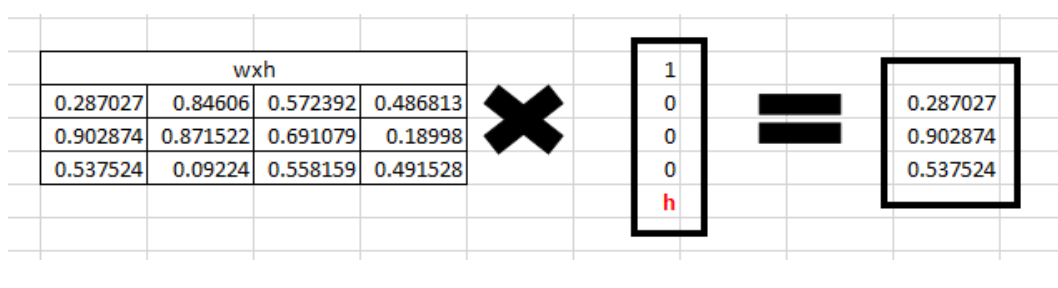 wxh 1
0.287027 0.84606 0.572392 0.486813 0 0.287027
0.902874 0.871522 0.691079 0.18998 0 0.902874
0.537524 0.09224 0.558159 0.491528 0 0.537524
h